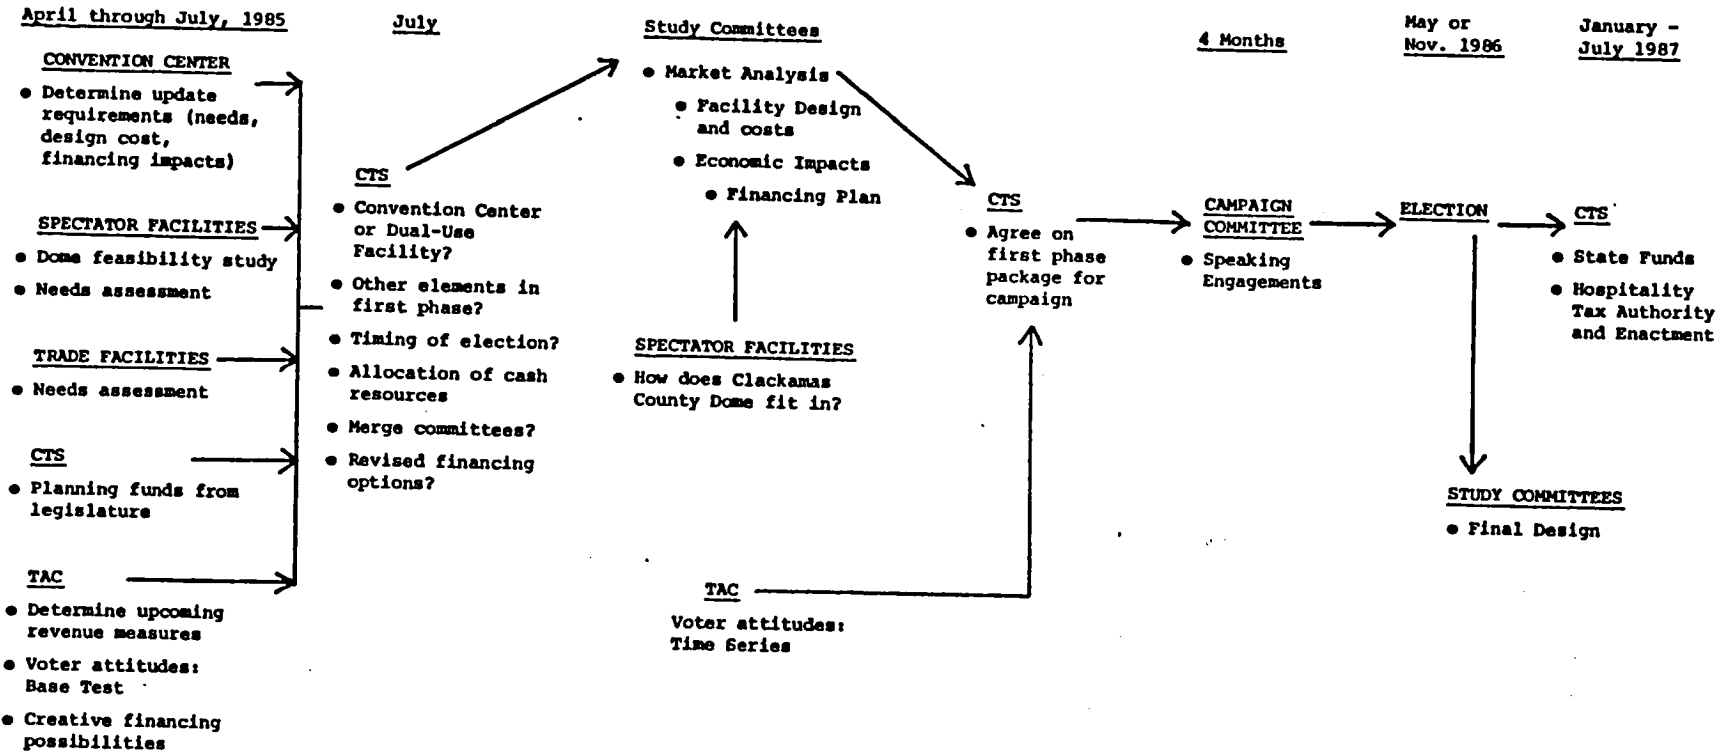 April through July, 1985
CONVENTION CENTER
● Determine update
requirements (needs,
design cost,
financing impacts)
SPECTATOR FACILITIES
● Dome feasibility study
● Needs assessment
TRADE FACILITIES
● Needs assessment
CTS
● Planning funds from
legislature
TAC
● Determine upcoming
revenue measures
● Voter attitudes:
Base Test
● Creative financing
possibilities
July
CTS
● Convention Center
or Dual-Use
Facility?
● Other elements in
first phase?
● Timing of election?
● Allocation of cash
resources
● Merge committees?
● Revised financing
options?
Study Committees
● Market Analysis
● Facility Design
and costs
● Economic Impacts
● Financing Plan
SPECTATOR FACILITIES
● How does Clackamas
County Dome fit in?
TAC
Voter attitudes:
Time Series
CTS
● Agree on
first phase
package for
campaign
4 Months
CAMPAIGN
COMMITTEE
● Speaking
Engagements
May or
Nov. 1986
ELECTION
STUDY COMMITTEES
● Final Design
January -
July 1987
CTS
● State Funds
● Hospitality
Tax Authority
and Enactment